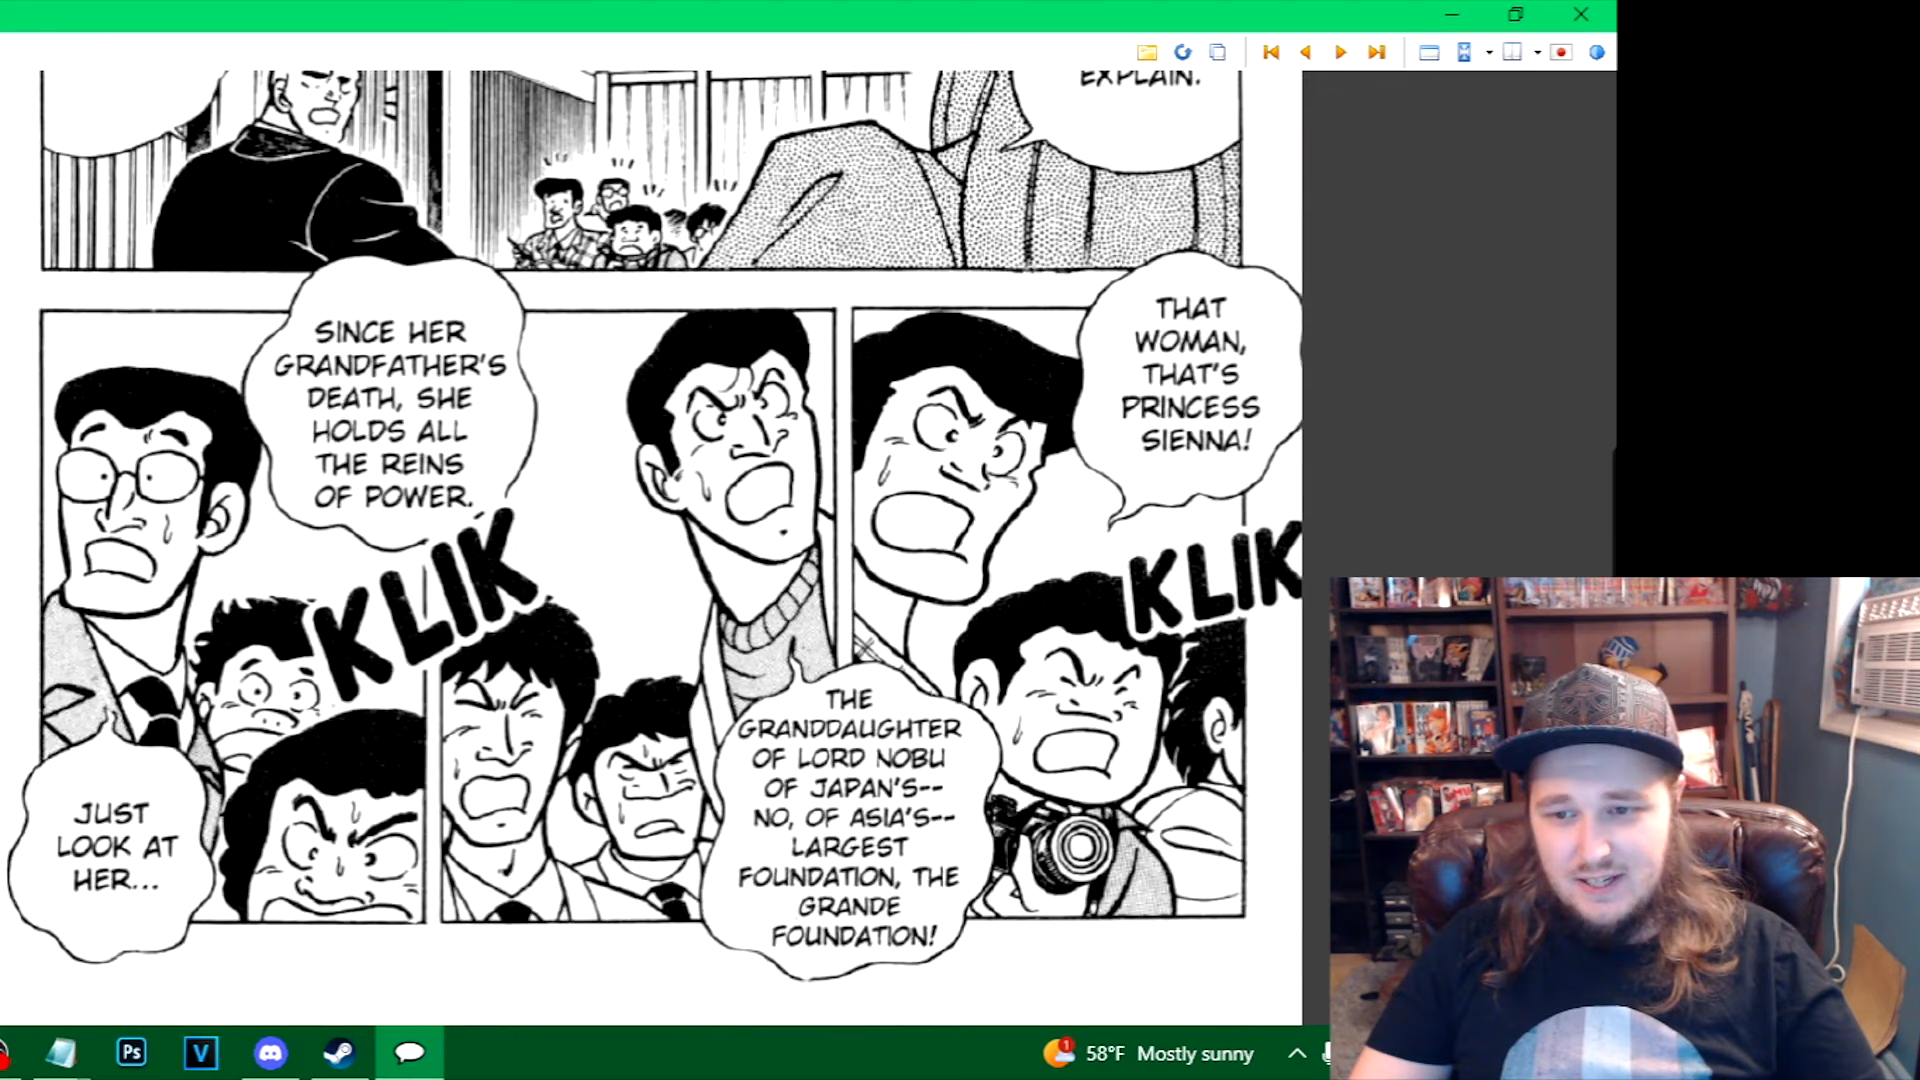 EXPLAIN.
THAT
WOMAN,
THAT'S
PRINCESS
SIENNA!
KLIK
THE
GRANDDAUGHTER
OF LORD NOBU
OF JAPAN'S--
NO, OF ASIA'S--
LARGEST
FOUNDATION, THE
GRANDE
FOUNDATION!
SINCE HER
GRANDFATHER'S
DEATH, SHE
HOLDS ALL
THE REINS
OF POWER.
KLIK
JUST
LOOK AT
HER...
Ps
V
1
58°F Mostly sunny